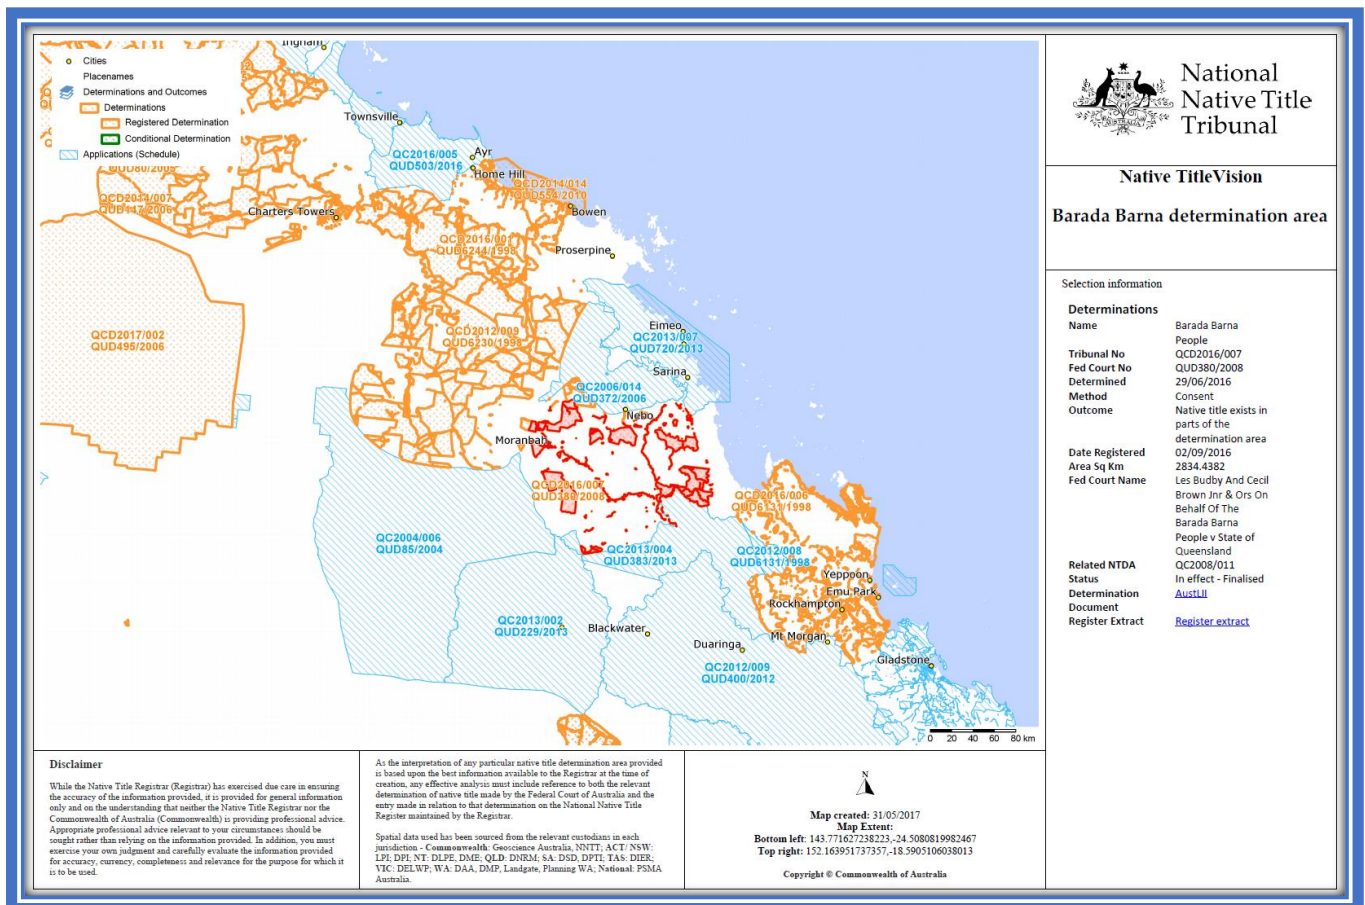 Ingham
Cities
Placenames
Determinations and Outcomes
Determinations
Registered Determination
Conditional Determination
Applications (Schedule)
Townsville
QC2016/005
QUD503/2016
Ayr
Home Hill
QCD2014/014
QUD554/2010
Bowen
QUD80/2005
QCD2014/007
QUD147/2006
Charters Towers
QCD2016/001
QUD6244/1998
Proserpine
QCD2017/002
QUD495/2006
QCD2012/009
QUD6230/1998
Eimeo
QC2013/007
QUD720/2013
Sarina
QC2006/014
QUD372/2006
Nebo
Moranbah
QCD2016/007
QUD380/2008
QCD2016/006
QUD6131/1998
QC2004/006
QUD85/2004
QC2013/004
QUD383/2013
QC2012/008
QUD6131/1998
Yeppoon
Emu Park
Rockhampton
QC2013/002
QUD229/2013
Blackwater
Duaringa
Mt Morgan
QC2012/009
QUD400/2012
Gladstone
0 20 40 60 80 km
National
Native Title
Tribunal
Native TitleVision
Barada Barna determination area
Selection information
Determinations
Name Barada Barna
People
Tribunal No QCD2016/007
Fed Court No QUD380/2008
Determined 29/06/2016
Method Consent
Outcome Native title exists in
parts of the
determination area
Date Registered 02/09/2016
Area Sq Km 2834.4382
Fed Court Name Les Budby And Cecil
Brown Jnr & Ors On
Behalf Of The
Barada Barna
People v State of
Queensland
Related NTDA QC2008/011
Status In effect - Finalised
Determination AustLII
Document
Register Extract Register extract
Disclaimer
While the Native Title Registrar (Registrar) has exercised due care in ensuring
the accuracy of the information provided, it is provided for general information
only and on the understanding that neither the Native Title Registrar nor the
Commonwealth of Australia (Commonwealth) is providing professional advice.
Appropriate professional advice relevant to your circumstances should be
sought rather than relying on the information provided. In addition, you must
exercise your own judgment and carefully evaluate the information provided
for accuracy, currency, completeness and relevance for the purpose for which it
is to be used.
As the interpretation of any particular native title determination area provided
is based upon the best information available to the Registrar at the time of
creation, any effective analysis must include reference to both the relevant
determination of native title made by the Federal Court of Australia and the
entry made in relation to that determination on the National Native Title
Register maintained by the Registrar.
Spatial data used has been sourced from the relevant custodians in each
jurisdiction - Commonwealth: Geoscience Australia, NNTT; ACT/ NSW:
LPI; DPI; NT: DLPE, DME; QLD: DNRM; SA: DSD, DPTI; TAS: DIER;
VIC: DELWP; WA: DAA, DMP, Landgate, Planning WA; National: PSMA
Australia.
N
Map created: 31/05/2017
Map Extent:
Bottom left: 143.771627238223,-24.5080819982467
Top right: 152.163951737357,-18.5905106038013
Copyright © Commonwealth of Australia